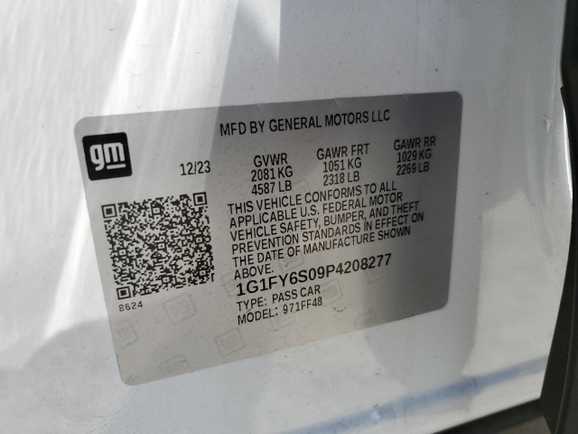 MFD BY GENERAL MOTORS LLC
gm
12/23 GVWR GAWR FRT GAWR RR
2081 KG 1051 KG 1029 KG
4587 LB 2318 LB 2269 LB
THIS VEHICLE CONFORMS TO ALL
APPLICABLE U.S. FEDERAL MOTOR
VEHICLE SAFETY, BUMPER, AND THEFT
PREVENTION STANDARDS IN EFFECT ON
THE DATE OF MANUFACTURE SHOWN
ABOVE.
1G1FY6S09P4208277
8624
TYPE: PASS CAR
MODEL: 971FF48